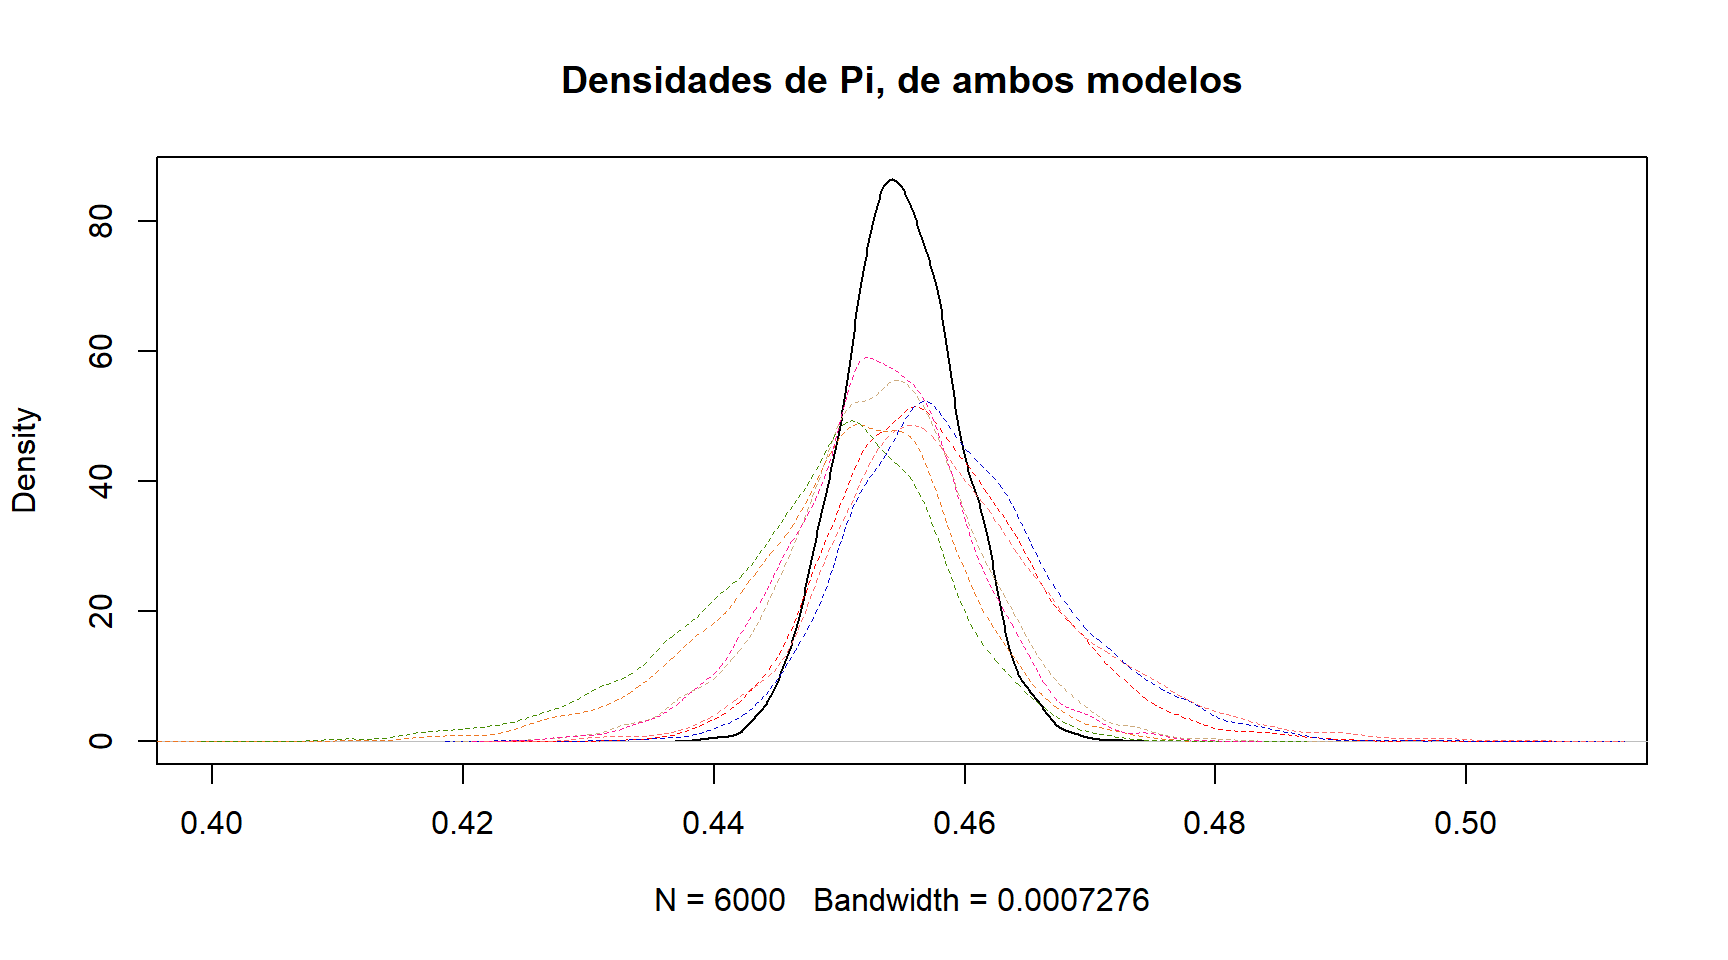 Densidades de Pi, de ambos modelos
Density
80
60
40
20
0
0.40 0.42 0.44 0.46 0.48 0.50
N = 6000 Bandwidth = 0.0007276